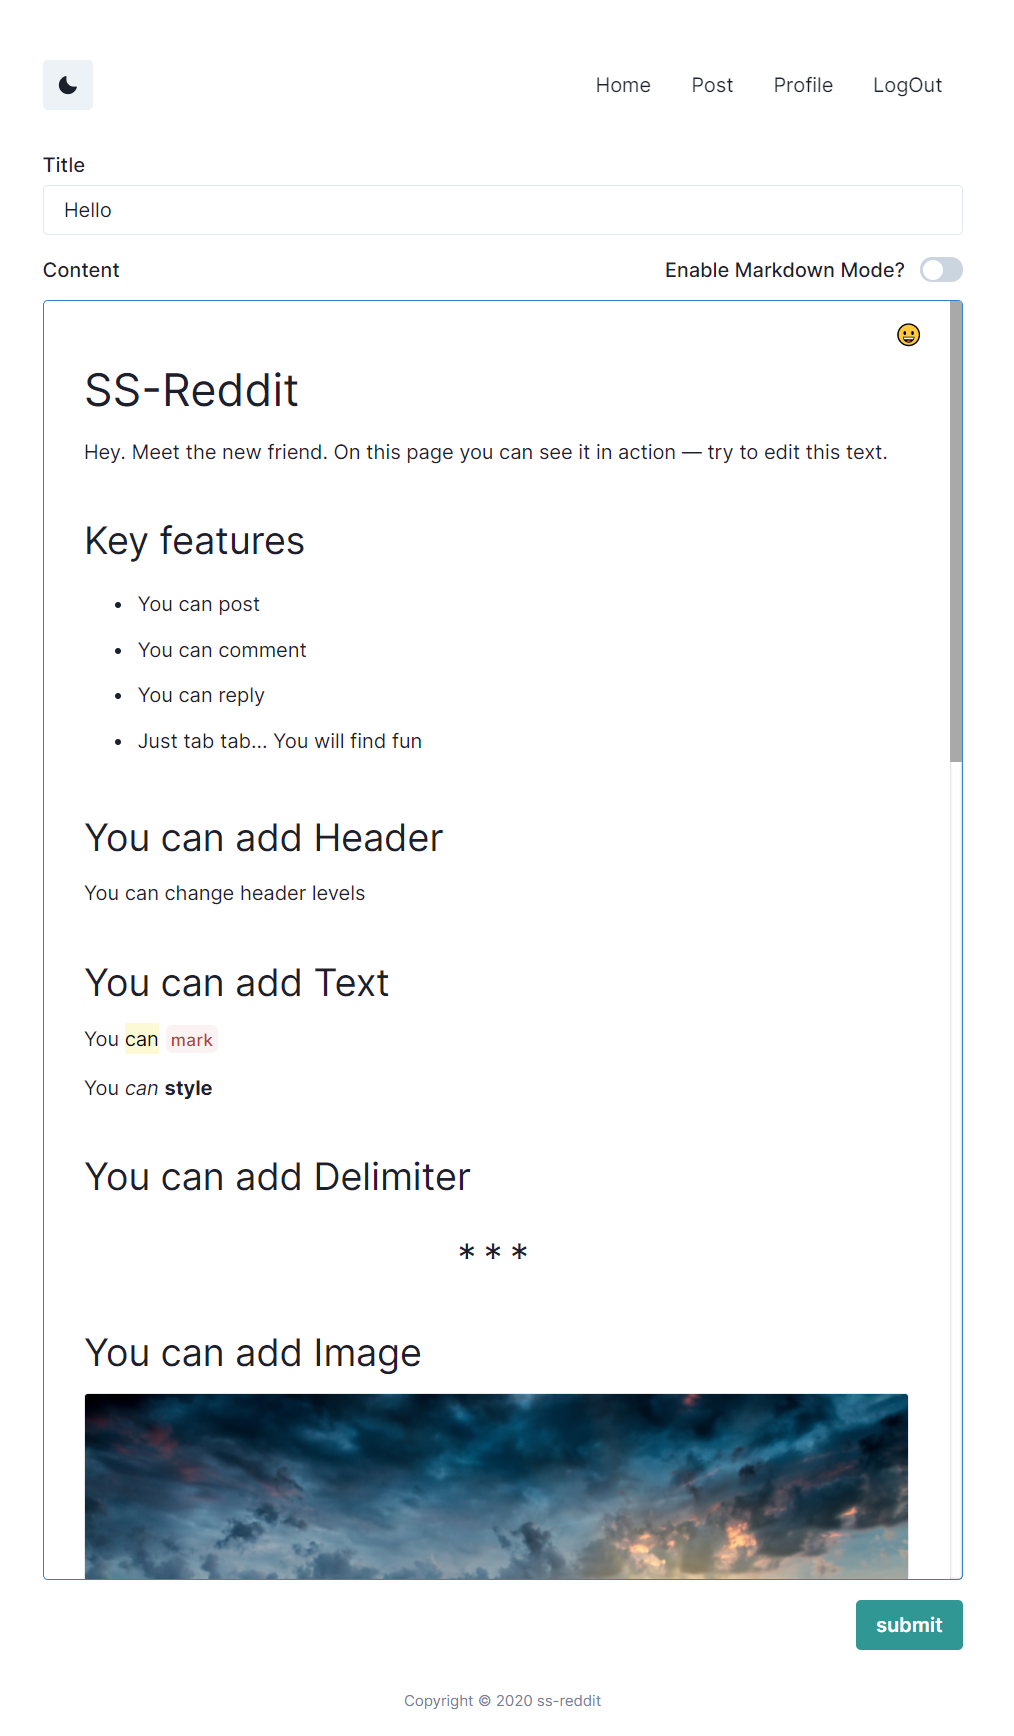 Home Post Profile LogOut
Title
Hello
Content Enable Markdown Mode?
SS-Reddit
Hey. Meet the new friend. On this page you can see it in action — try to edit this text.
Key features
• You can post
• You can comment
• You can reply
• Just tab tab... You will find fun
You can add Header
You can change header levels
You can add Text
You can mark
You can style
You can add Delimiter
* * *
You can add Image
submit
Copyright © 2020 ss-reddit